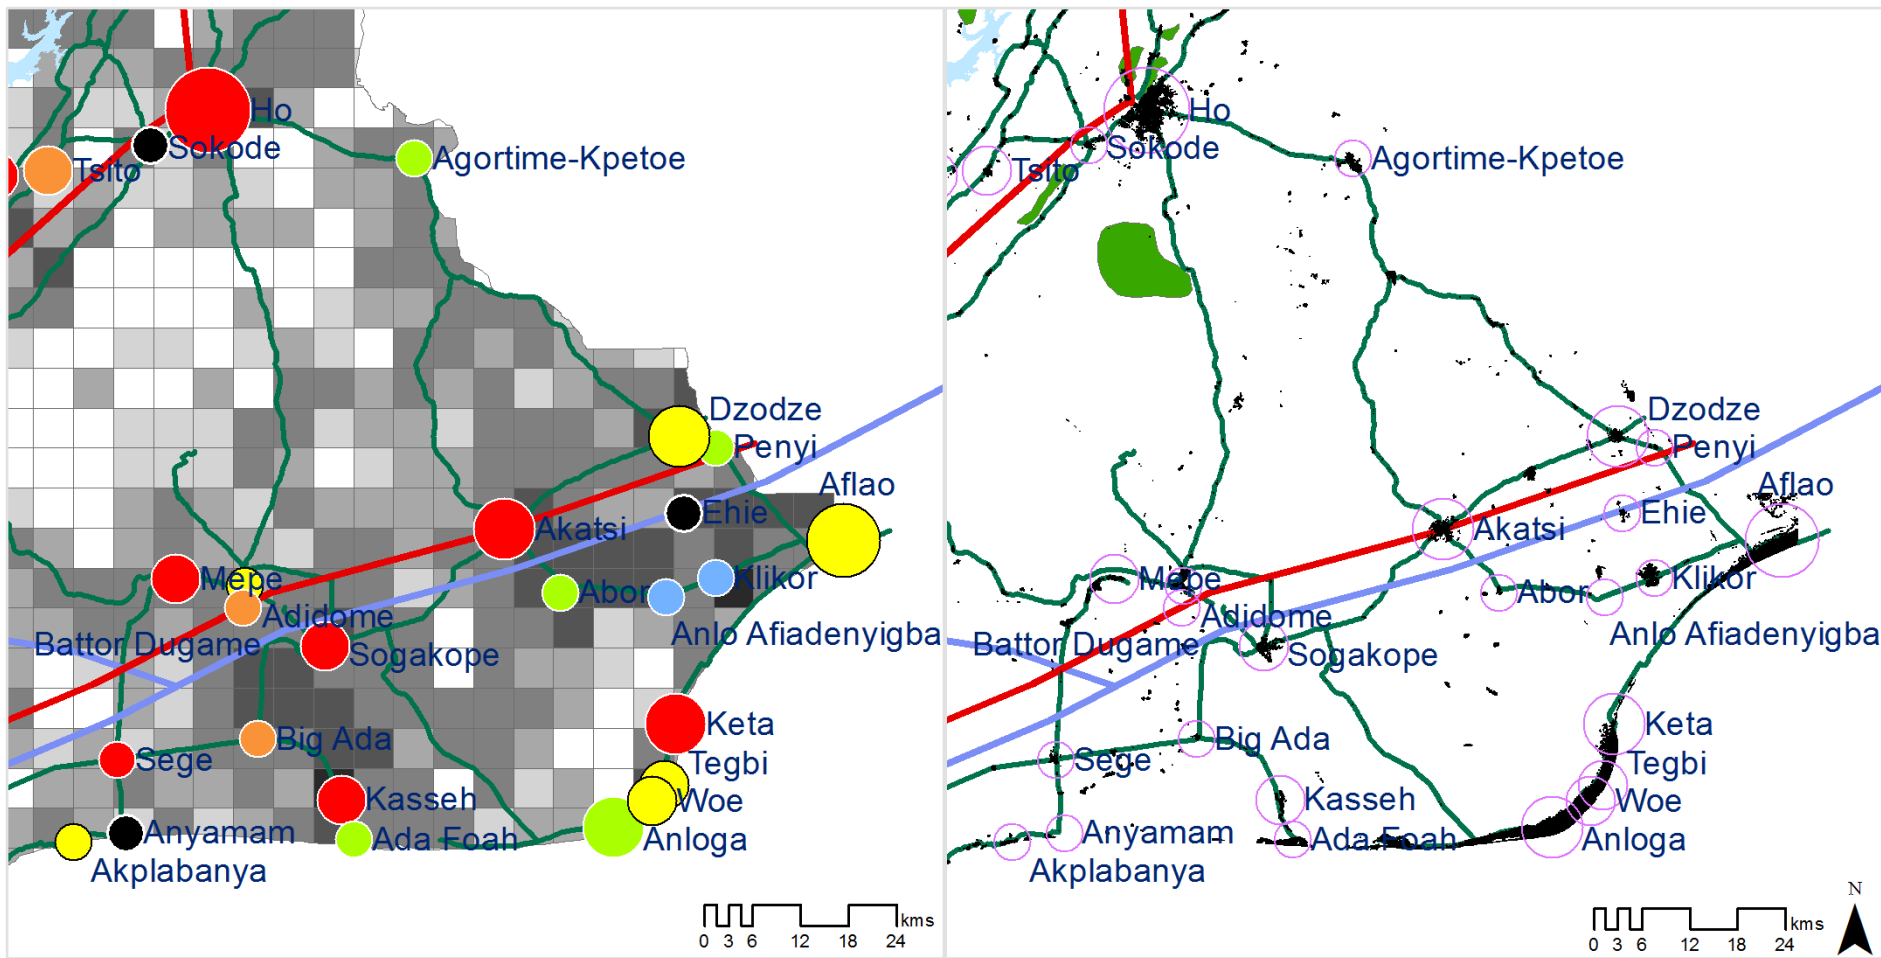 Ho
Sokode
Tsito
Agortime-Kpetoe
Dzodze
Penyi
Aflao
Ehie
Akatsi
Mepe
Abor
Klikor
Adidome
Anlo Afiadenyigba
Battor Dugame
Sogakope
Keta
Big Ada
Tegbi
Sege
Kasseh
Woe
Anyamam
Ada Foah
Anloga
Akplabanya
kms
0 3 6 12 18 24
Ho
Sokode
Tsito
Agortime-Kpetoe
Dzodze
Penyi
Aflao
Ehie
Akatsi
Mepe
Abor
Klikor
Adidome
Anlo Afiadenyigba
Battor Dugame
Sogakope
Keta
Big Ada
Tegbi
Sege
Kasseh
Woe
Anyamam
Ada Foah
Anloga
Akplabanya
N
kms
0 3 6 12 18 24